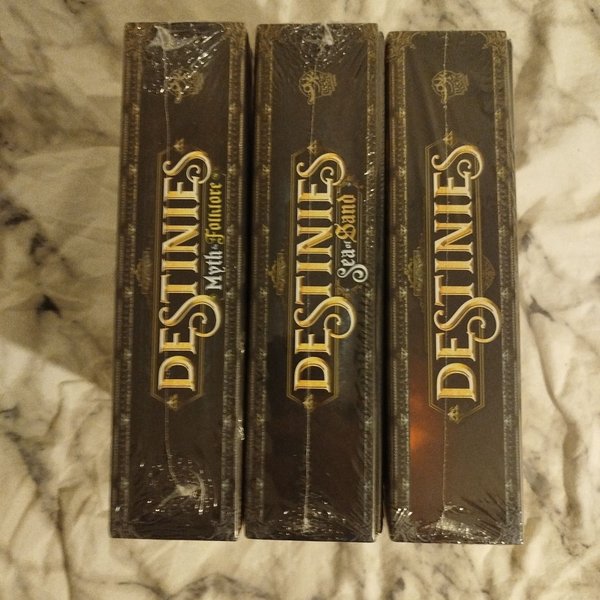 DESTINIES
Myth & Folklore
DESTINIES
Sea of Sand
DESTINIES